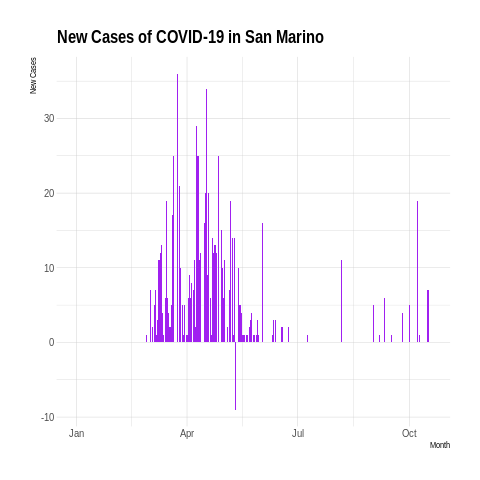 New Cases of COVID-19 in San Marino
New Cases
30
20
10
0
-10
Jan Apr Jul Oct
Month